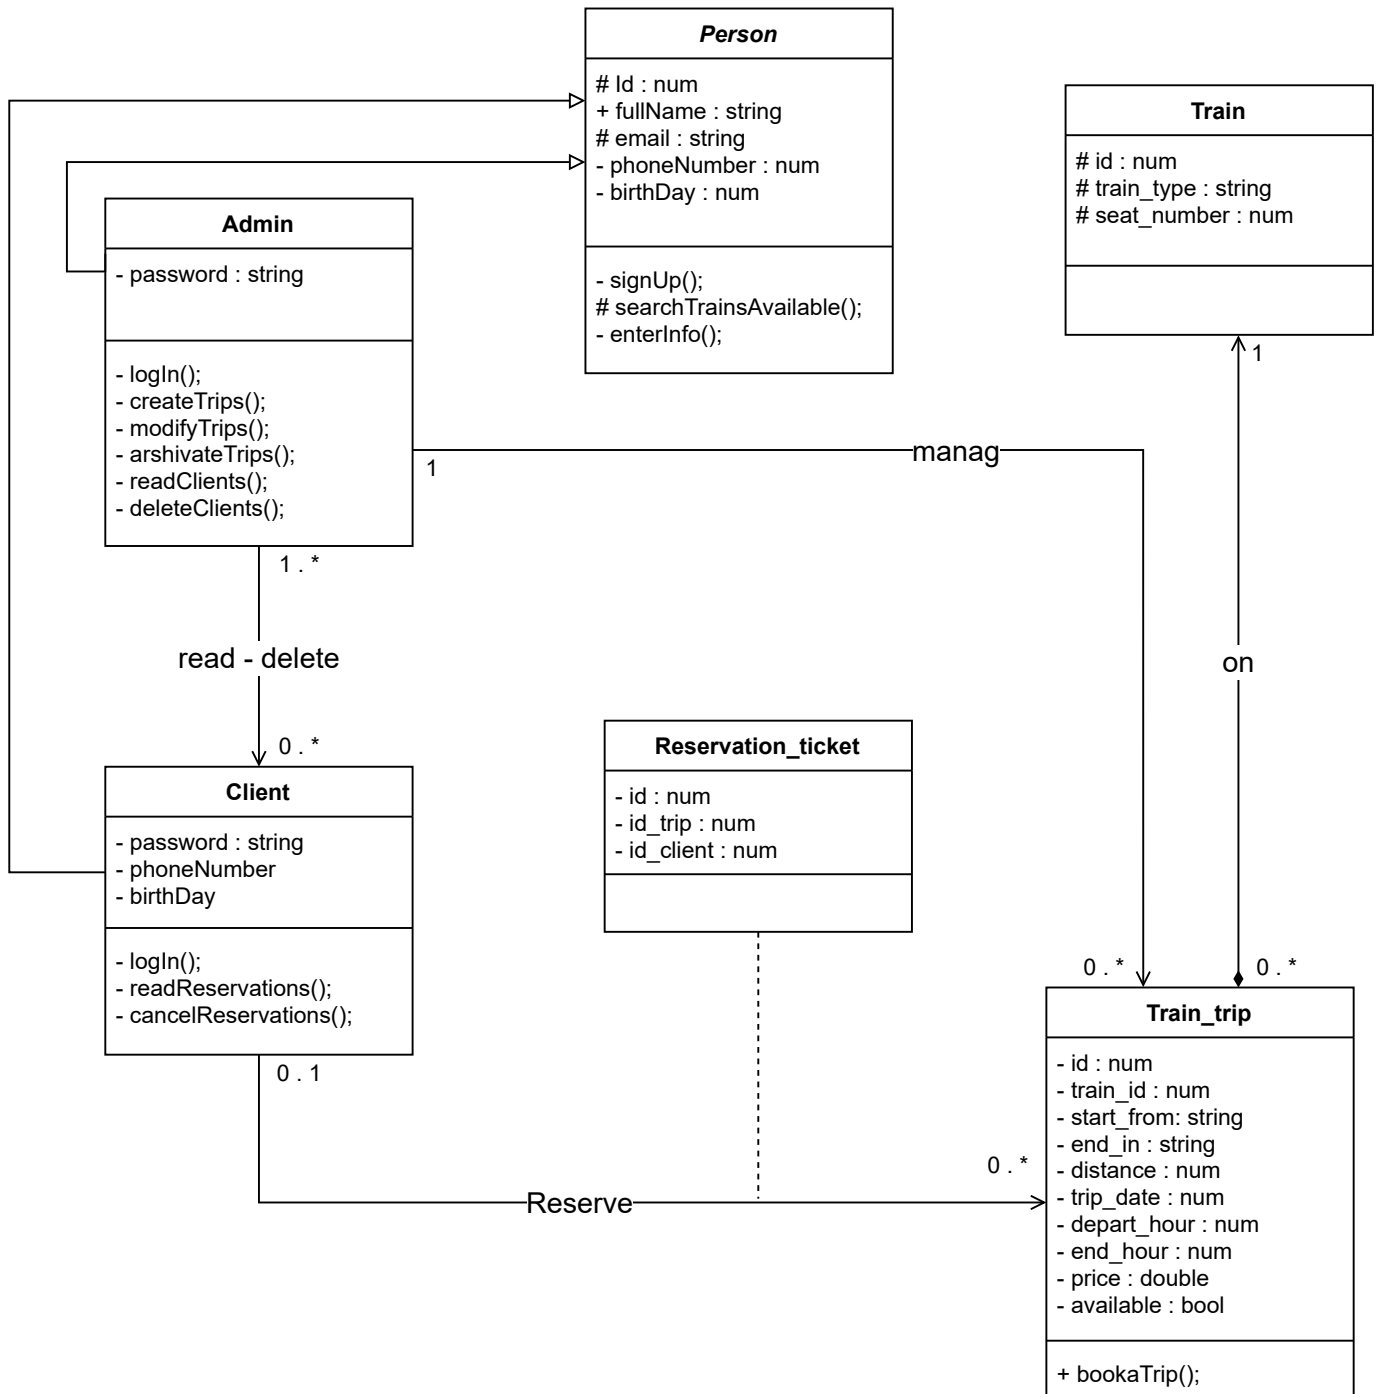 Person
# Id : num
+ fullName : string
# email : string
- phoneNumber : num
- birthDay : num
- signUp();
# searchTrainsAvailable();
- enterInfo();
Train
# id : num
# train_type : string
# seat_number : num
1
on
Admin
- password : string
- logIn();
- createTrips();
- modifyTrips();
- arshivateTrips();
- readClients();
- deleteClients();
1
manag
1 . *
read - delete
0 . *
Client
- password : string
- phoneNumber
- birthDay
- logIn();
- readReservations();
- cancelReservations();
0 . 1
Reserve
0 . *
Reservation_ticket
- id : num
- id_trip : num
- id_client : num
0 . *
0 . *
Train_trip
- id : num
- train_id : num
- start_from: string
- end_in : string
- distance : num
- trip_date : num
- depart_hour : num
- end_hour : num
- price : double
- available : bool
+ bookaTrip();